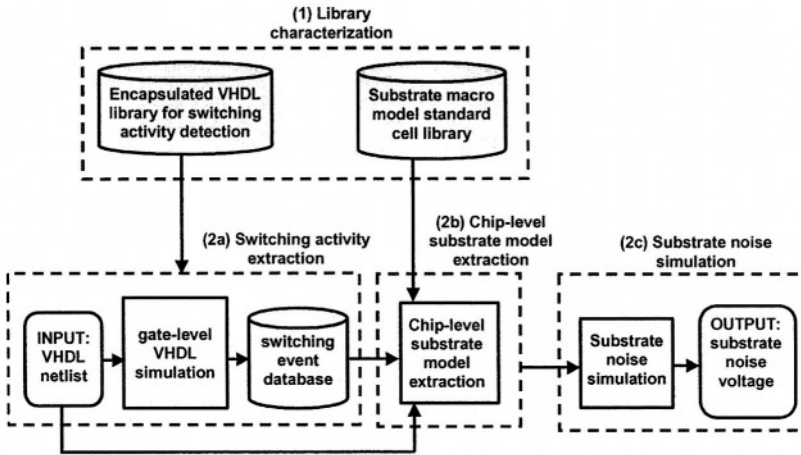 (1) Library
characterization
Encapsulated VHDL
library for switching
activity detection
Substrate macro
model standard
cell library
(2a) Switching activity
extraction
(2b) Chip-level
substrate model
extraction
(2c) Substrate noise
simulation
INPUT:
VHDL
netlist
gate-level
VHDL
simulation
switching
event
database
Chip-level
substrate
model
extraction
Substrate
noise
simulation
OUTPUT:
substrate
noise
voltage